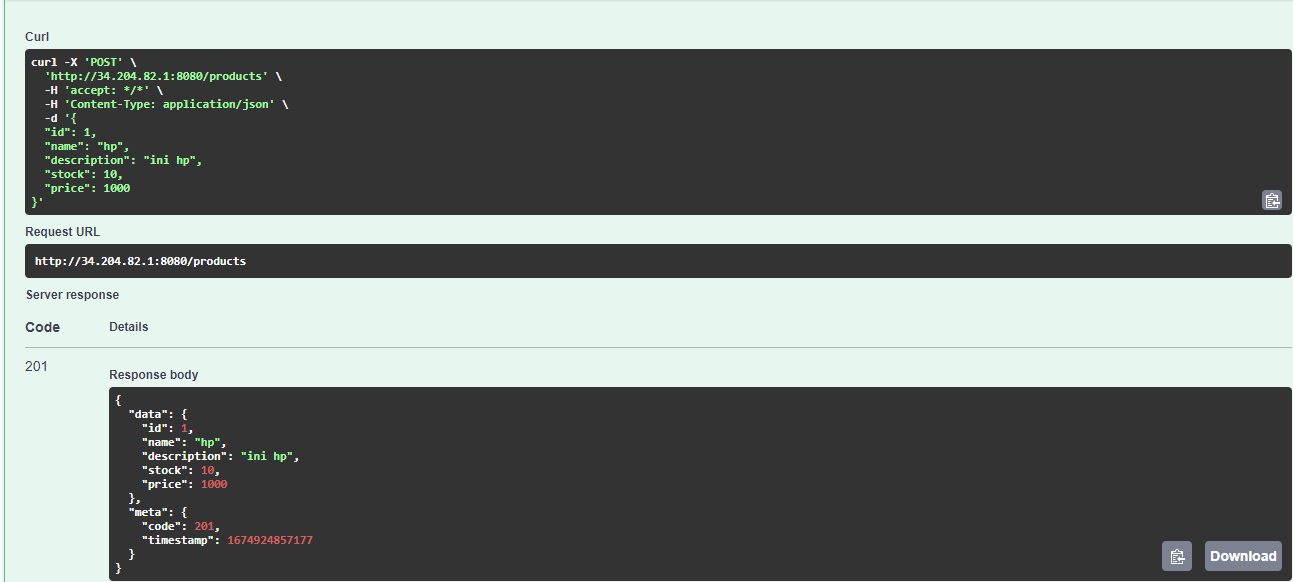 Curl
curl -X 'POST' \
'http://34.204.82.1:8080/products' \
-H 'accept: */*' \
-H 'Content-Type: application/json' \
-d '{
"id": 1,
"name": "hp",
"description": "ini hp",
"stock": 10,
"price": 1000
}'
Request URL
http://34.204.82.1:8080/products
Server response
Code Details
201
Response body
{
"data": {
"id": 1,
"name": "hp",
"description": "ini hp",
"stock": 10,
"price": 1000
},
"meta": {
"code": 201,
"timestamp": 1674924857177
}
}
Download